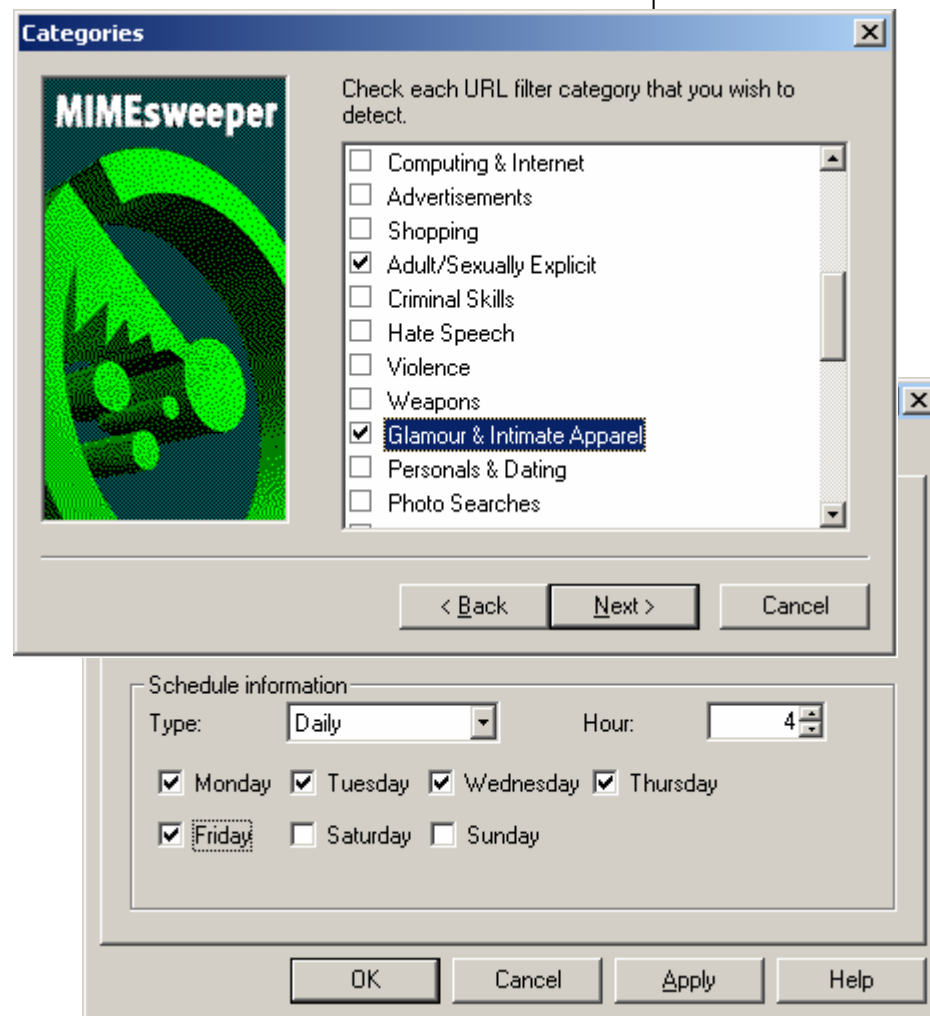 Categories
MIMEsweeper
Check each URL filter category that you wish to
detect.
Computing & Internet
Advertisements
Shopping
Adult/Sexually Explicit
Criminal Skills
Hate Speech
Violence
Weapons
Glamour & Intimate Apparel
Personals & Dating
Photo Searches
< Back Next > Cancel
Schedule information
Type: Daily Hour: 4
Monday Tuesday Wednesday Thursday
Friday Saturday Sunday
OK Cancel Apply Help